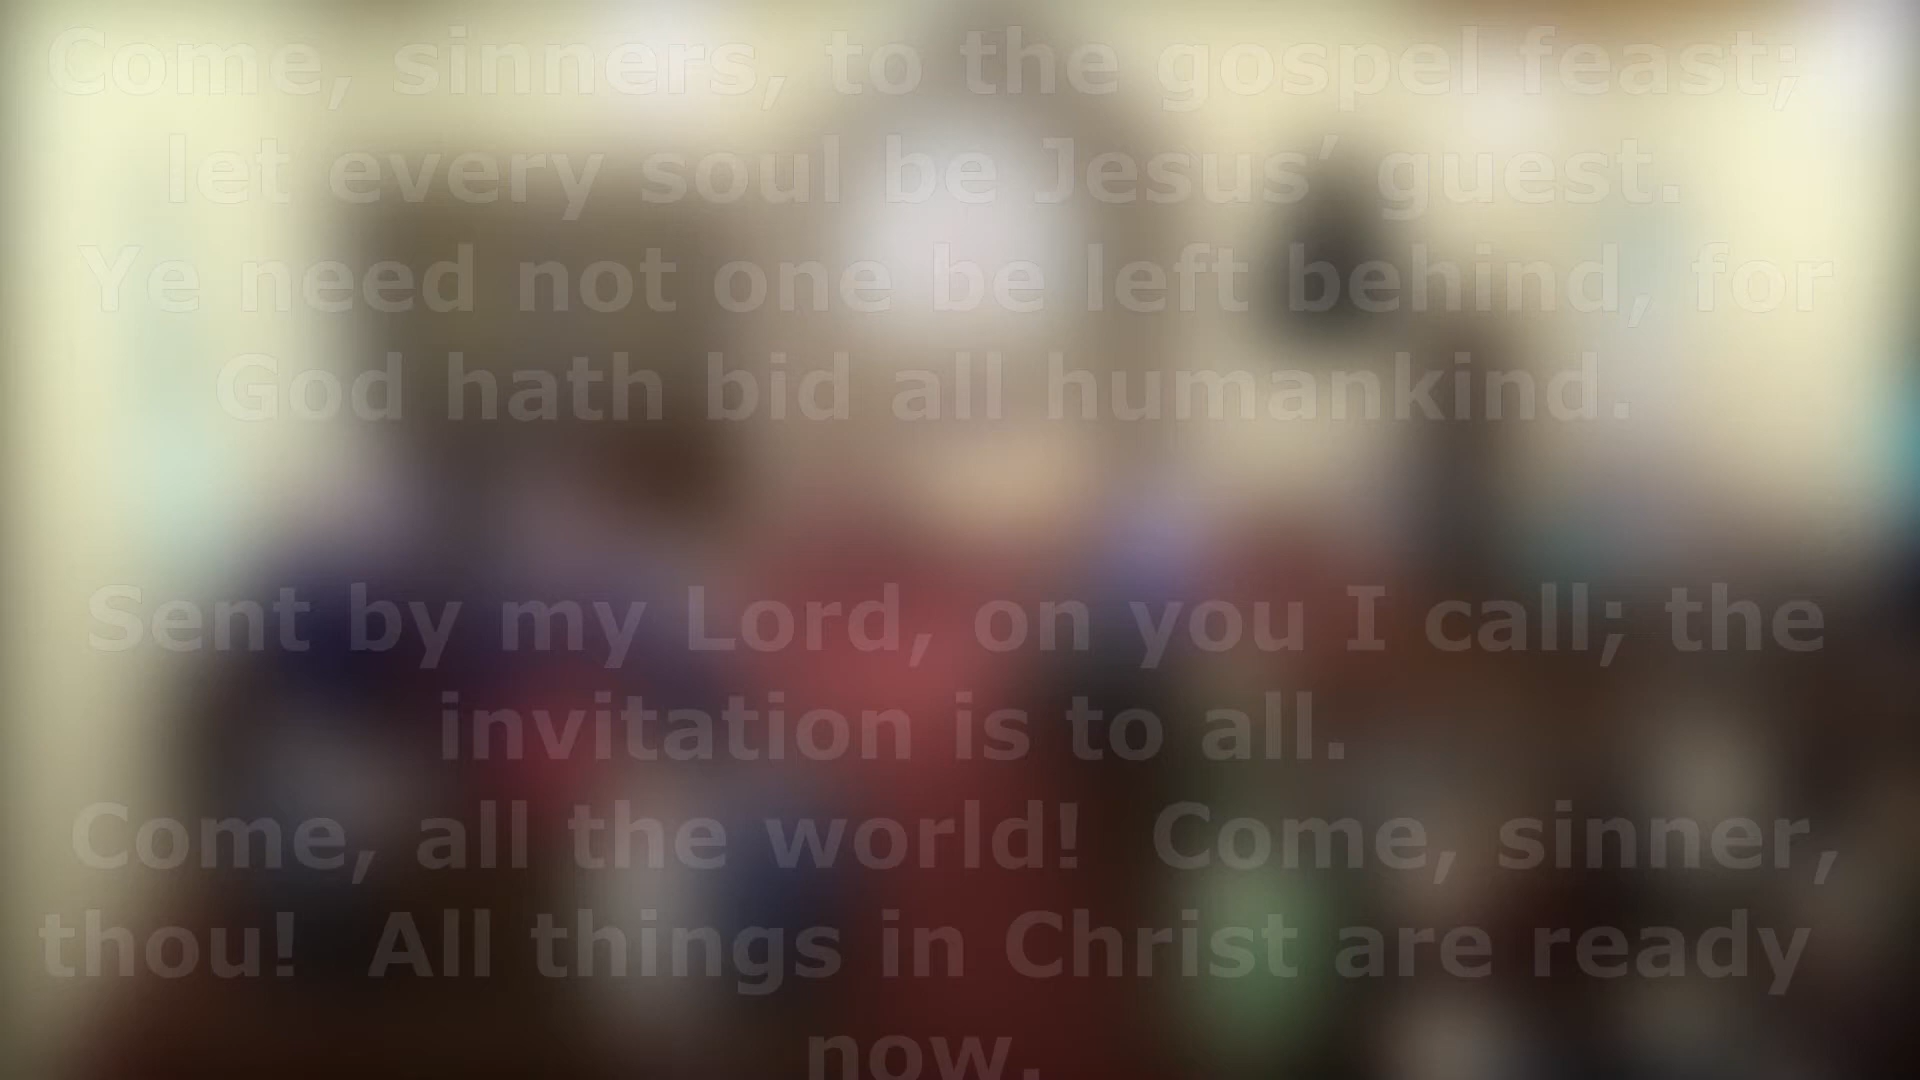 Come, sinners, to the gospel feast;
let every soul be Jesus’ guest.
Ye need not one be left behind, for
God hath bid all humankind.
Sent by my Lord, on you I call; the
invitation is to all.
Come, all the world!  Come, sinner,
thou!  All things in Christ are ready
now.